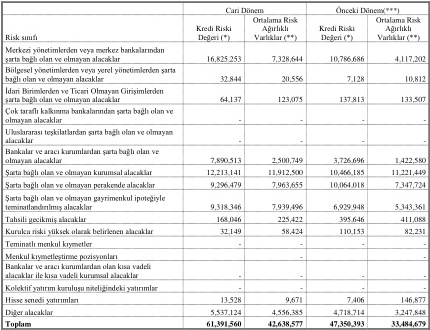 Cari Dönem Önceki Dönem(***)
Risk sınıfı Kredi Riski Değeri (*) Ortalama Risk Ağırlıklı Varlıklar (**) Kredi Riski Değeri (*) Ortalama Risk Ağırlıklı Varlıklar (**)
Merkezi yönetimlerden veya merkez bankalarından
şarta bağlı olan ve olmayan alacaklar 16,825,253 7,328,644 10,786,686 4,117,202
Bölgesel yönetimlerden veya yerel yönetimlerden şarta
bağlı olan ve olmayan alacaklar 32,844 20,556 7,128 10,812
İdari Birimlerden ve Ticari Olmayan Girişimlerden
şarta bağlı olan ve olmayan alacaklar 64,137 123,075 137,813 133,507
Çok taraflı kalkınma bankalarından şarta bağlı olan ve
olmayan alacaklar - - - -
Uluslararası teşkilatlardan şarta bağlı olan ve olmayan
alacaklar - - - -
Bankalar ve aracı kurumlardan şarta bağlı olan ve
olmayan alacaklar 7,890,513 2,500,749 3,726,696 1,422,580
Şarta bağlı olan ve olmayan kurumsal alacaklar 12,213,141 11,912,500 10,466,185 11,221,449
Şarta bağlı olan ve olmayan perakende alacaklar 9,296,479 7,963,655 10,064,018 7,347,724
Şarta bağlı olan ve olmayan gayrimenkul ipoteğiyle
teminatlandırılmış alacaklar 9,318,346 7,939,496 6,929,948 5,343,361
Tahsili gecikmiş alacaklar 168,046 225,422 395,646 411,088
Kurulca riski yüksek olarak belirlenen alacaklar 32,149 58,424 110,153 82,231
Teminatlı menkul kıymetler - - - -
Menkul kıymetleştirme pozisyonları - - -
Bankalar ve aracı kurumlardan olan kısa vadeli
alacaklar ile kısa vadeli kurumsal alacaklar - - - -
Kolektif yatırım kuruluşu niteliğindeki yatırımlar - - - -
Hisse senedi yatırımları 13,528 9,671 7,406 146,877
Diğer alacaklar 5,537,124 4,556,385 4,718,714 3,247,848
Toplam 61,391,560 42,638,577 47,350,393 33,484,679